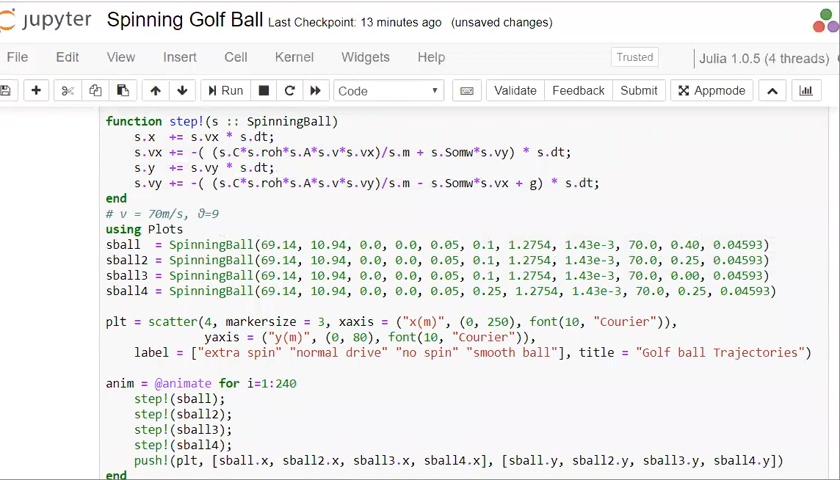 jupyter Spinning Golf Ball Last Checkpoint: 13 minutes ago (unsaved changes)
File Edit View Insert Cell Kernel Widgets Help Trusted Julia 1.0.5 (4 threads)
Run Code Validate Feedback Submit Appmode
function step!(s :: SpinningBall)
s.x += s.vx * s.dt;
s.vx += -( (s.C*s.roh*s.A*s.v*s.vx)/s.m + s.Somw*s.vy) * s.dt;
s.y += s.vy * s.dt;
s.vy += -( (s.C*s.roh*s.A*s.v*s.vy)/s.m - s.Somw*s.vx + g) * s.dt;
end
# v = 70m/s, ϑ=9
using Plots
sball = SpinningBall(69.14, 10.94, 0.0, 0.0, 0.05, 0.1, 1.2754, 1.43e-3, 70.0, 0.40, 0.04593)
sball2 = SpinningBall(69.14, 10.94, 0.0, 0.0, 0.05, 0.1, 1.2754, 1.43e-3, 70.0, 0.25, 0.04593)
sball3 = SpinningBall(69.14, 10.94, 0.0, 0.0, 0.05, 0.1, 1.2754, 1.43e-3, 70.0, 0.00, 0.04593)
sball4 = SpinningBall(69.14, 10.94, 0.0, 0.0, 0.05, 0.25, 1.2754, 1.43e-3, 70.0, 0.25, 0.04593)
plt = scatter(4, markersize = 3, xaxis = ("x(m)", (0, 250), font(10, "Courier")),
yaxis = ("y(m)", (0, 80), font(10, "Courier")),
label = ["extra spin" "normal drive" "no spin" "smooth ball"], title = "Golf ball Trajectories")
anim = @animate for i=1:240
step!(sball);
step!(sball2);
step!(sball3);
step!(sball4);
push!(plt, [sball.x, sball2.x, sball3.x, sball4.x], [sball.y, sball2.y, sball3.y, sball4.y])
end